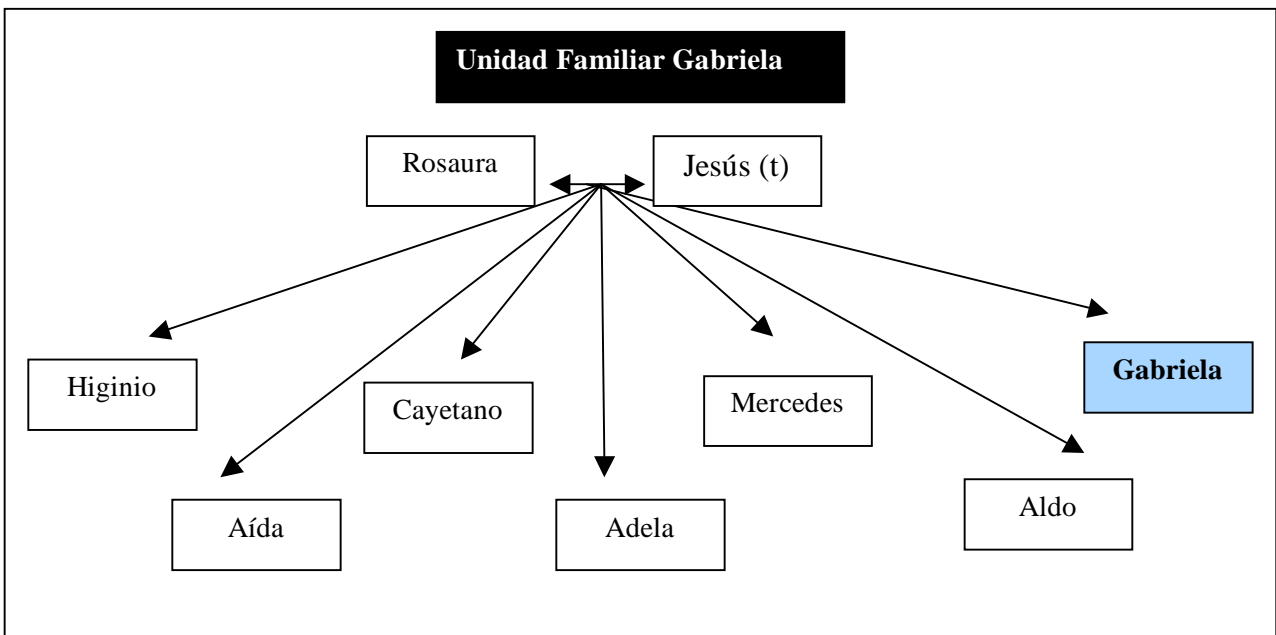 Unidad Familiar Gabriela
Rosaura
Jesús (t)
Higinio
Cayetano
Mercedes
Gabriela
Aída
Adela
Aldo